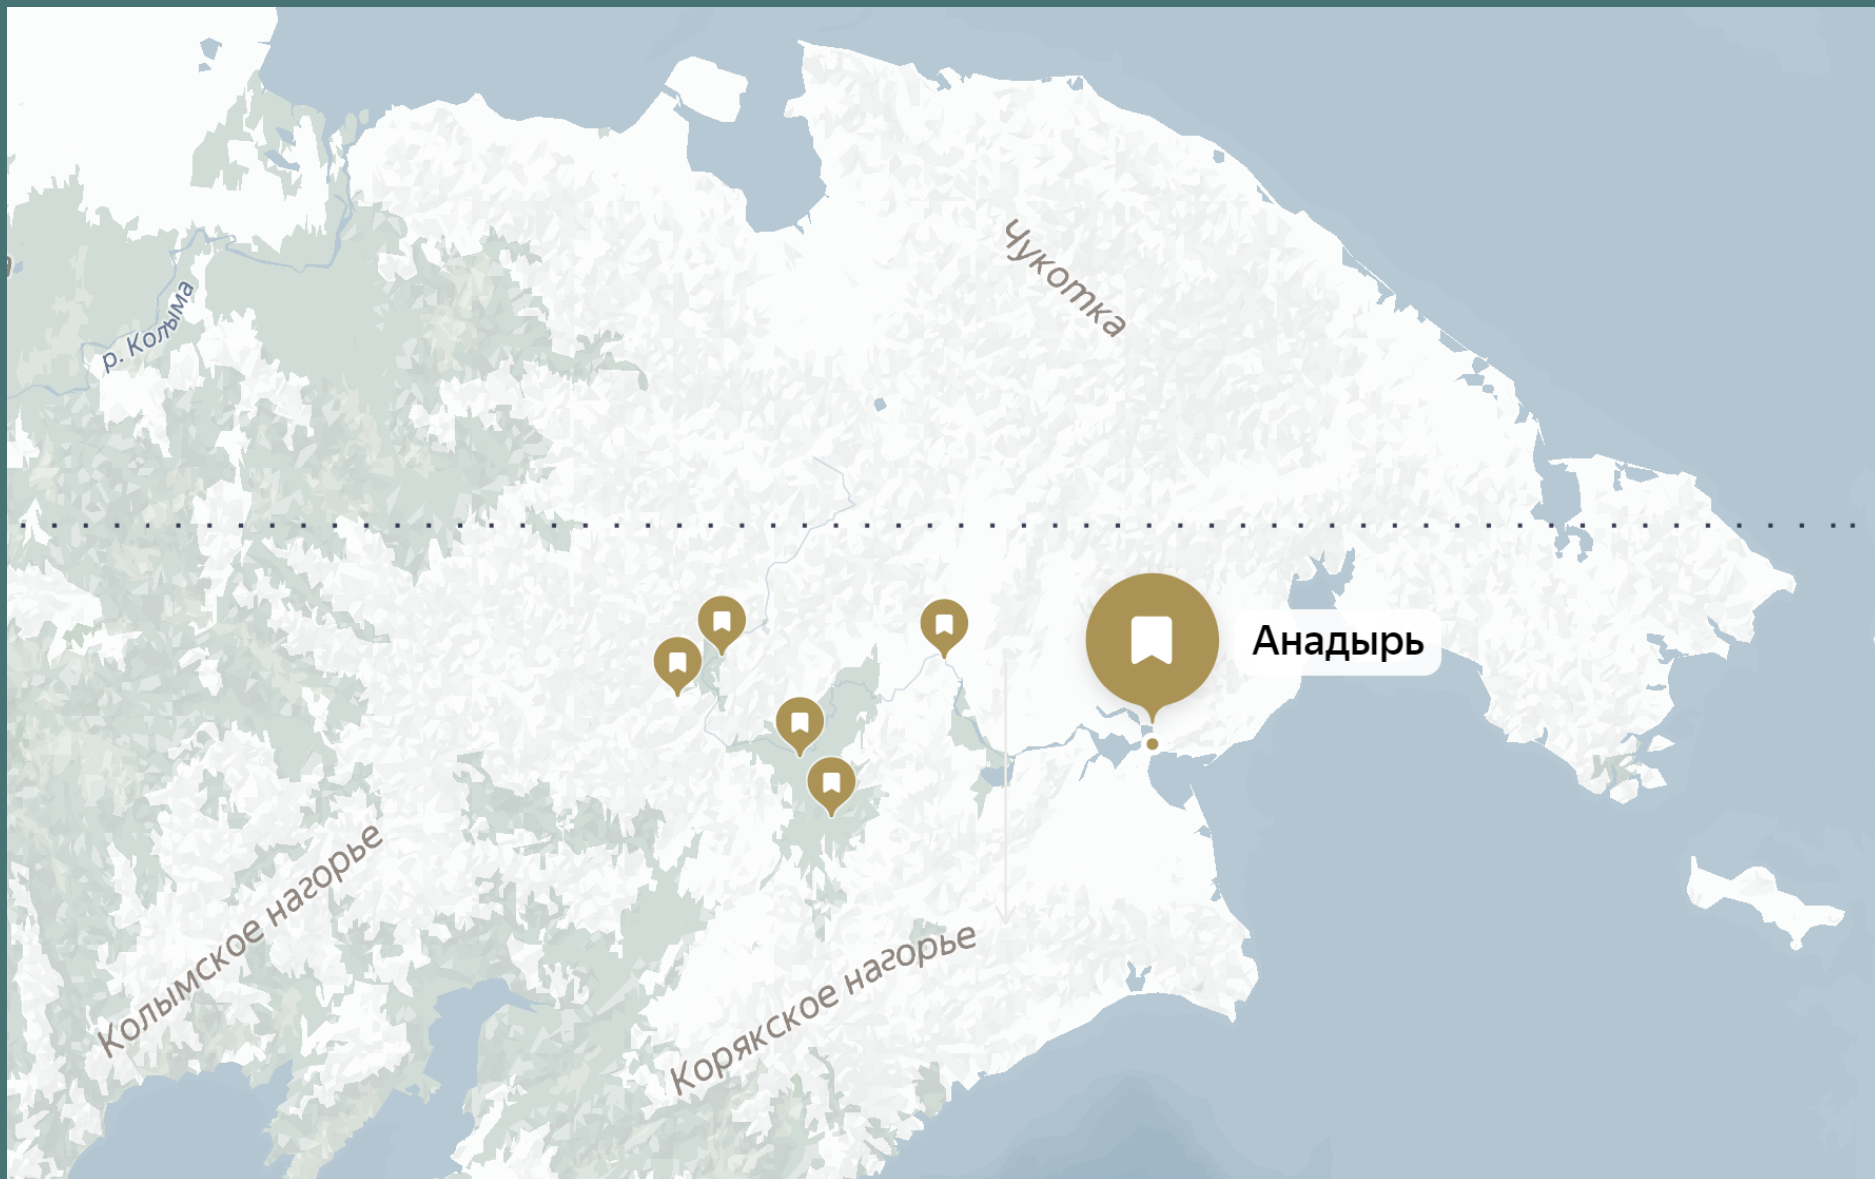 Чукотка
р. Колыма
Анадырь
Колымское нагорье
Корякское нагорье